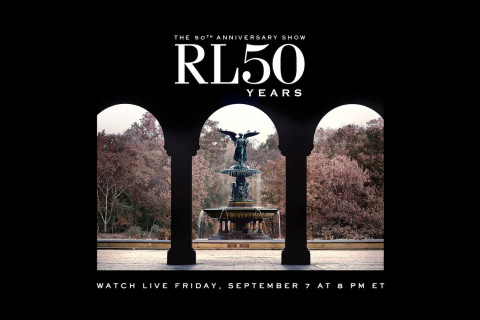 THE 50TH ANNIVERSARY SHOW
RL50
YEARS
WATCH LIVE FRIDAY, SEPTEMBER 7 AT 8 PM ET